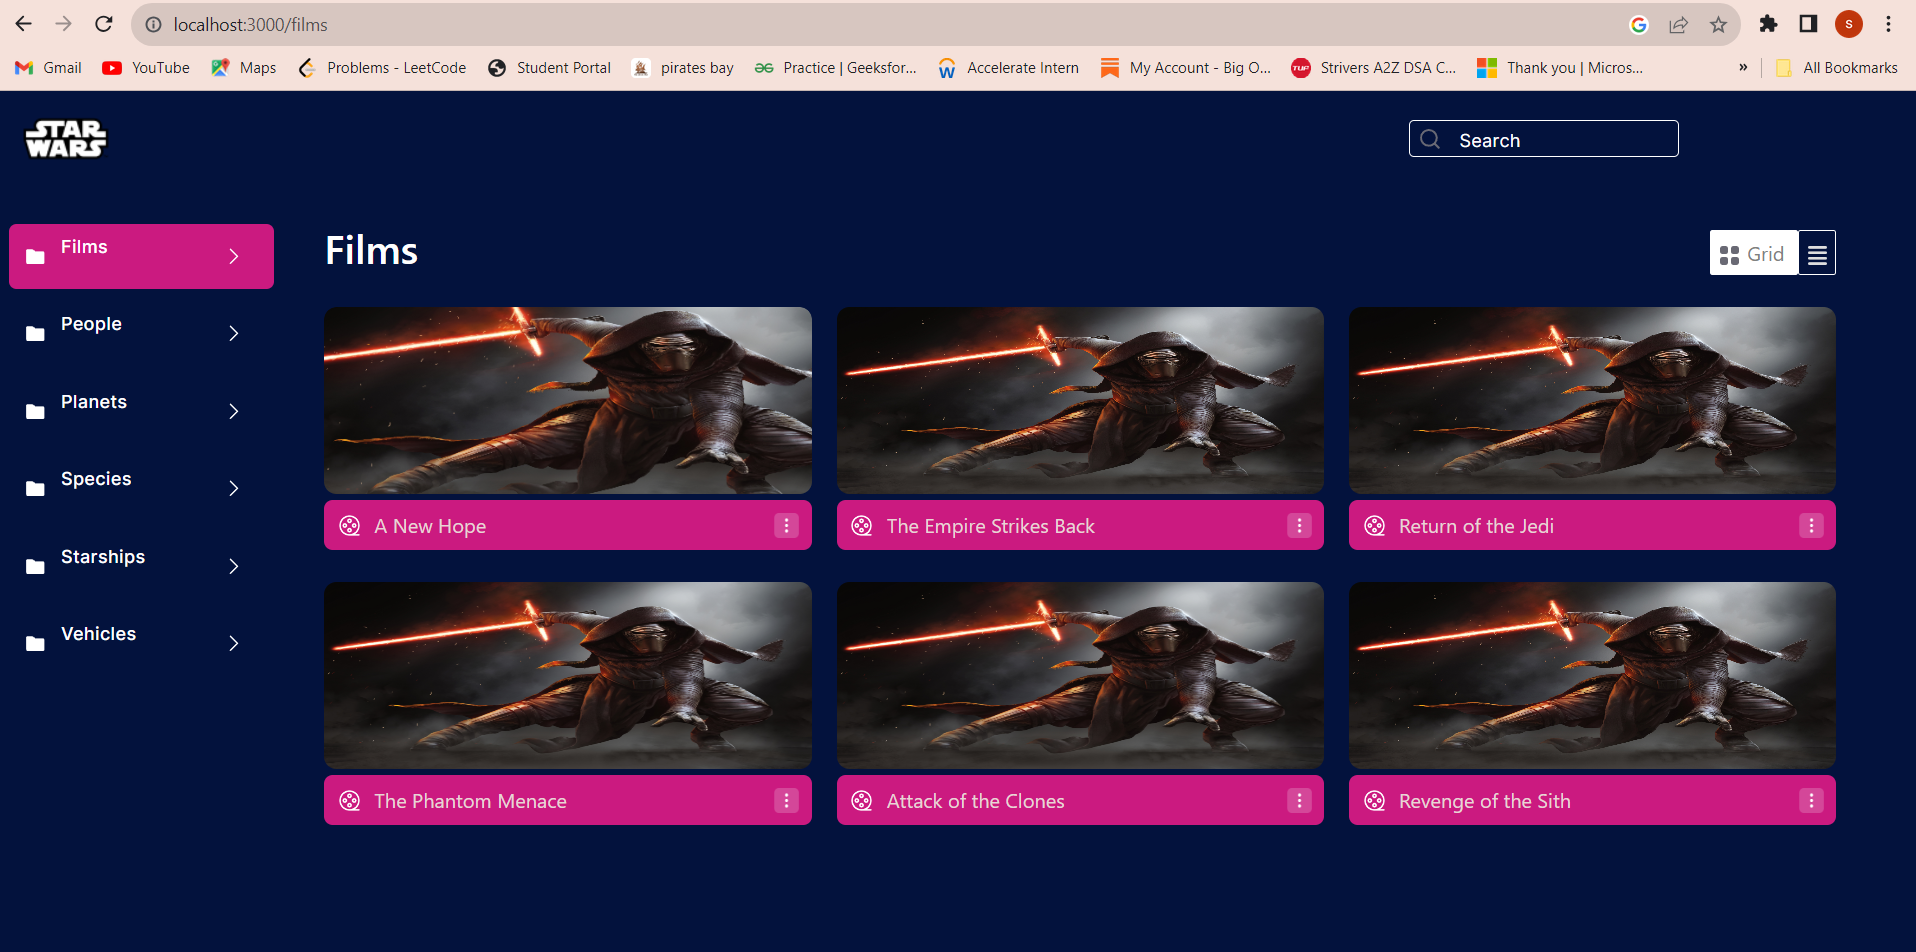 localhost:3000/films
S
Gmail YouTube Maps Problems - LeetCode Student Portal pirates bay Practice | Geeksfor... Accelerate Intern My Account - Big O... TUF Strivers A2Z DSA C... Thank you | Micros... » All Bookmarks
STAR
WARS
Search
Films
People
Planets
Species
Starships
Vehicles
Films
Grid
A New Hope
The Empire Strikes Back
Return of the Jedi
The Phantom Menace
Attack of the Clones
Revenge of the Sith